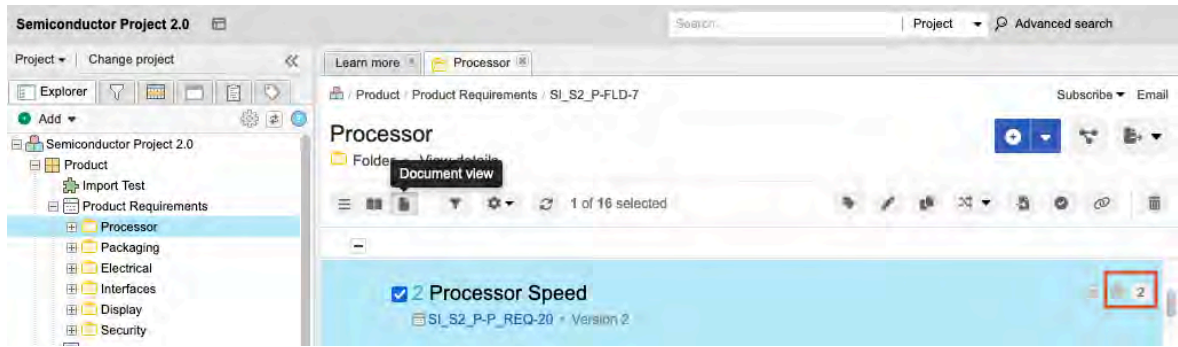 Semiconductor Project 2.0
Search...
Project
Advanced search
Project
Change project
Learn more
Processor
Explorer
/ Product / Product Requirements / SI_S2_P-FLD-7
Subscribe
Email
Add
Processor
Semiconductor Project 2.0
Folder
View details
Product
Document view
Import Test
1 of 16 selected
Product Requirements
Processor
Packaging
Electrical
Interfaces
2 Processor Speed
2
Display
SI_S2_P-P_REQ-20 • Version 2
Security